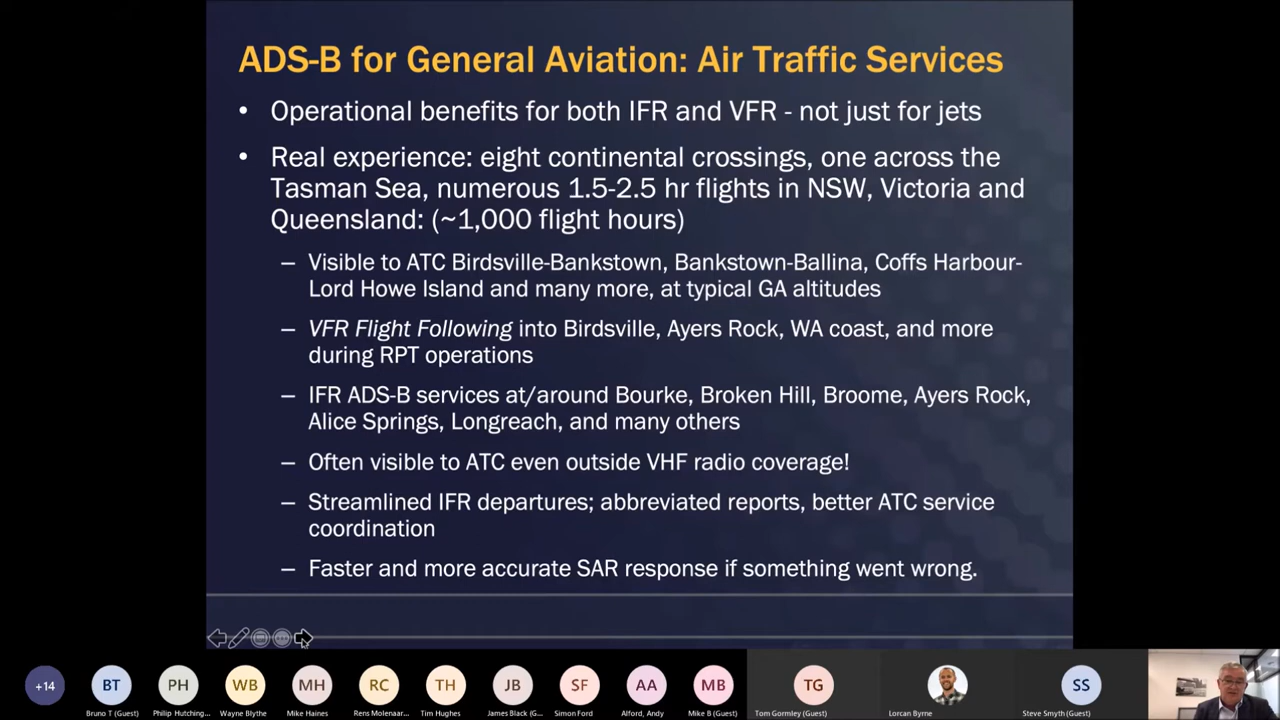 ADS-B for General Aviation: Air Traffic Services
• Operational benefits for both IFR and VFR - not just for jets
• Real experience: eight continental crossings, one across the
Tasman Sea, numerous 1.5-2.5 hr flights in NSW, Victoria and
Queensland: (~1,000 flight hours)
– Visible to ATC Birdsville-Bankstown, Bankstown-Ballina, Coffs Harbour-
Lord Howe Island and many more, at typical GA altitudes
– VFR Flight Following into Birdsville, Ayers Rock, WA coast, and more
during RPT operations
– IFR ADS-B services at/around Bourke, Broken Hill, Broome, Ayers Rock,
Alice Springs, Longreach, and many others
– Often visible to ATC even outside VHF radio coverage!
– Streamlined IFR departures; abbreviated reports, better ATC service
coordination
– Faster and more accurate SAR response if something went wrong.
+14 BT PH WB MH RC TH JB SF AA MB TG SS
Bruno T (Guest) Philip Hutching... Wayne Blythe Mike Haines Rens Molenaar... Tim Hughes James Black (G... Simon Ford Alford, Andy Mike B (Guest) Tom Gormley (Guest) Lorcan Byrne Steve Smyth (Guest)